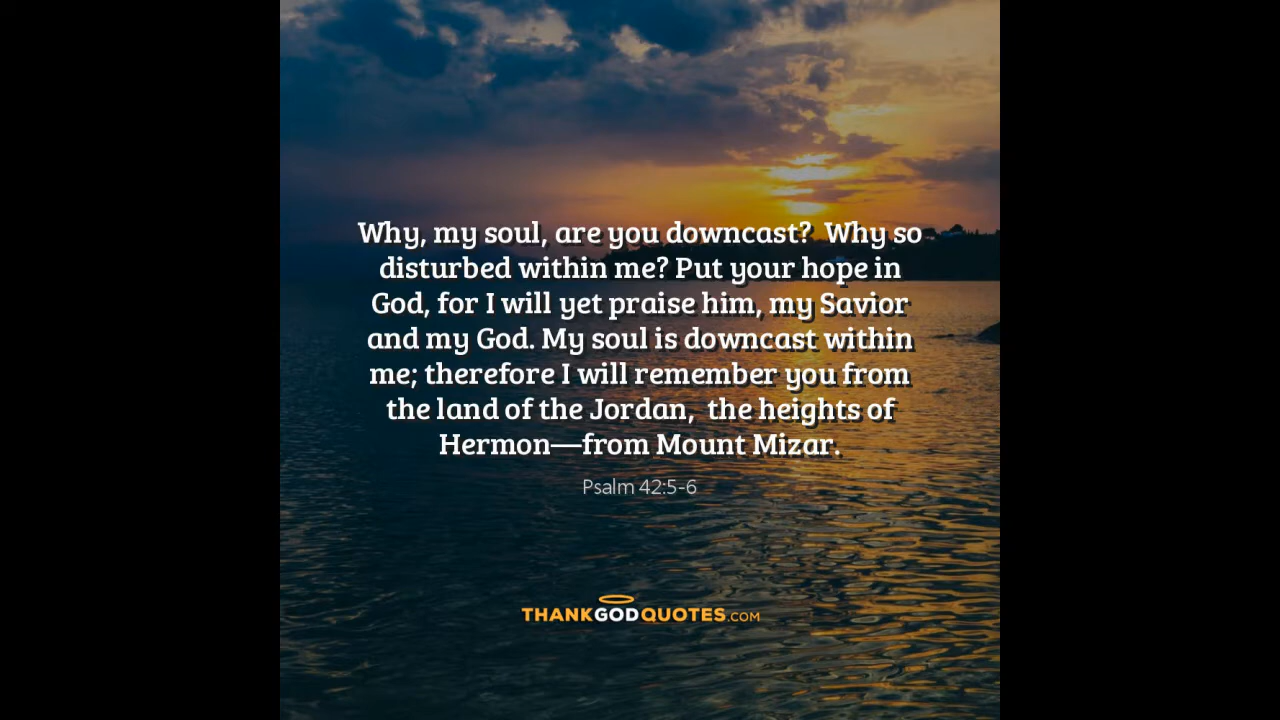 Why, my soul, are you downcast?  Why so
disturbed within me? Put your hope in
God, for I will yet praise him, my Savior
and my God. My soul is downcast within
me; therefore I will remember you from
the land of the Jordan,  the heights of
Hermon—from Mount Mizar.
Psalm 42:5-6
THANKGODQUOTES.COM